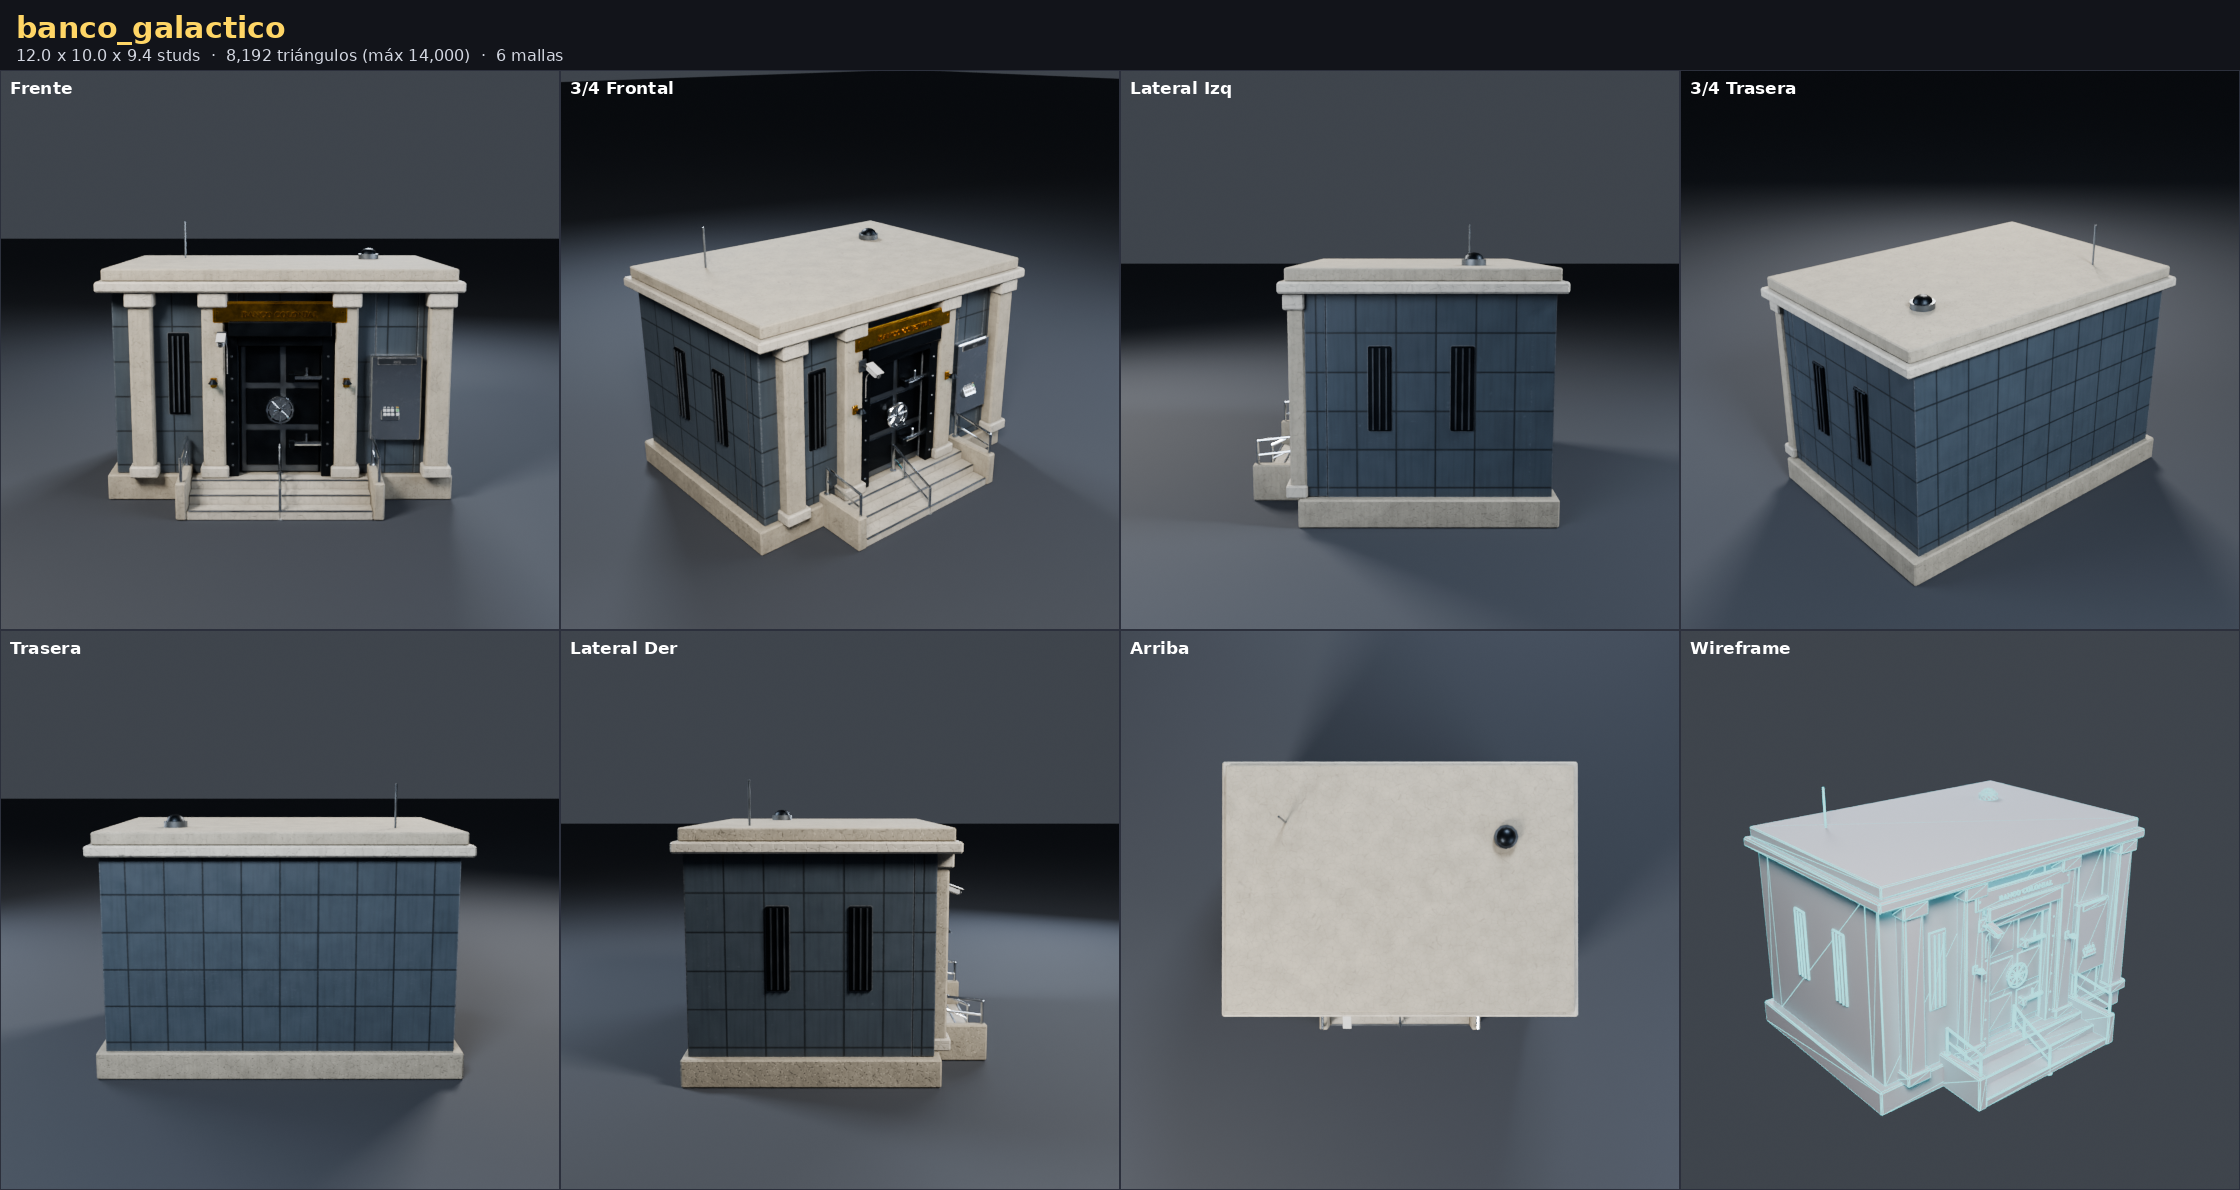 banco_galactico
12.0 x 10.0 x 9.4 studs · 8,192 triángulos (máx 14,000) · 6 mallas
Frente
3/4 Frontal
Lateral Izq
3/4 Trasera
Trasera
Lateral Der
Arriba
Wireframe